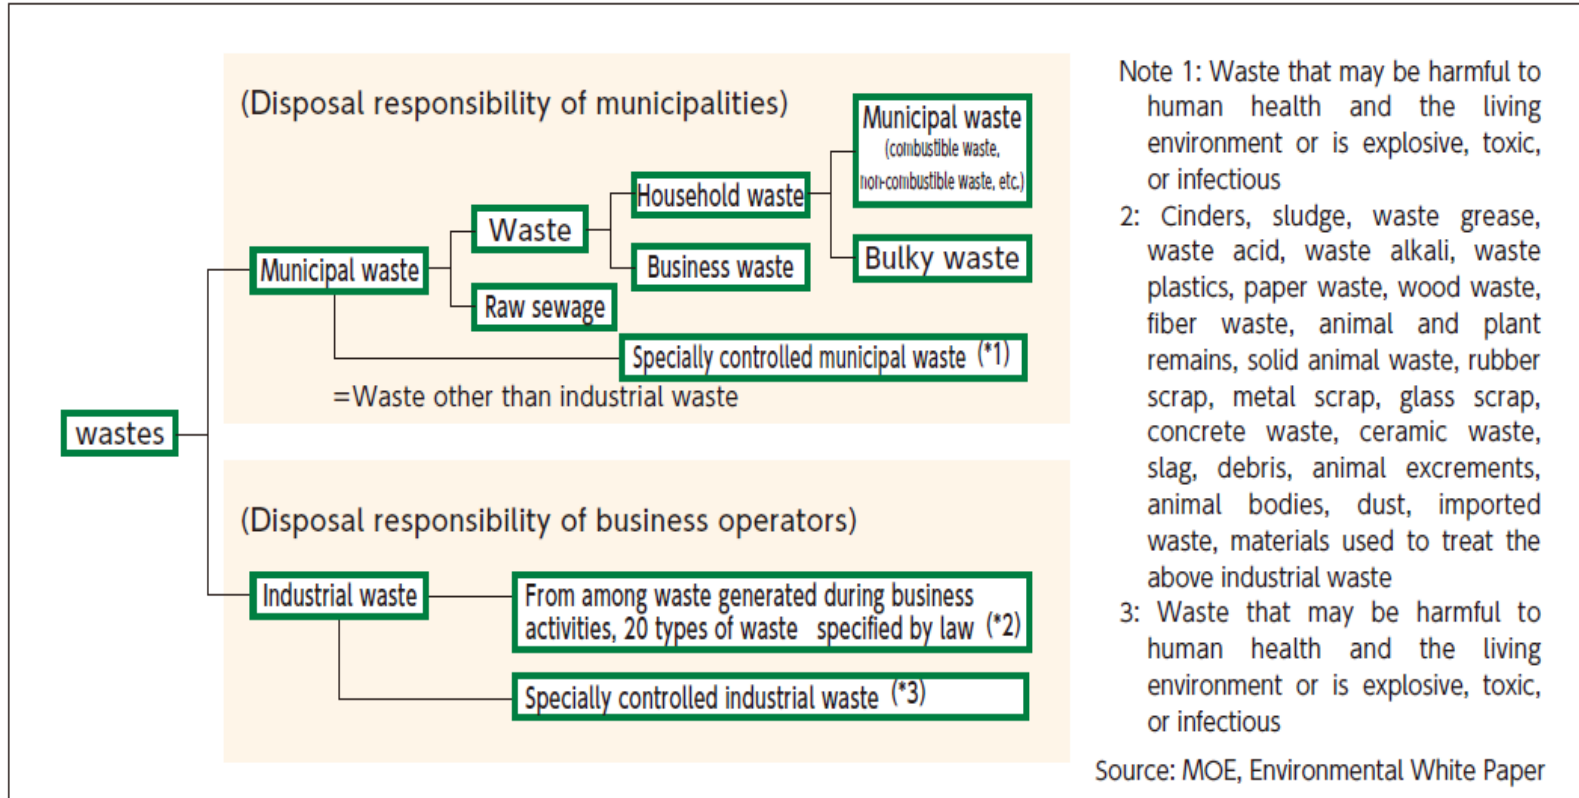 (Disposal responsibility of municipalities)
Municipal waste
(combustible waste,
non-combustible waste, etc.)
Household waste
Waste
Business waste
Bulky waste
Municipal waste
Raw sewage
Specially controlled municipal waste (*1)
=Waste other than industrial waste
wastes
(Disposal responsibility of business operators)
Industrial waste
From among waste generated during business
activities, 20 types of waste specified by law (*2)
Specially controlled industrial waste (*3)
Note 1: Waste that may be harmful to
human health and the living
environment or is explosive, toxic,
or infectious
2: Cinders, sludge, waste grease,
waste acid, waste alkali, waste
plastics, paper waste, wood waste,
fiber waste, animal and plant
remains, solid animal waste, rubber
scrap, metal scrap, glass scrap,
concrete waste, ceramic waste,
slag, debris, animal excrements,
animal bodies, dust, imported
waste, materials used to treat the
above industrial waste
3: Waste that may be harmful to
human health and the living
environment or is explosive, toxic,
or infectious
Source: MOE, Environmental White Paper